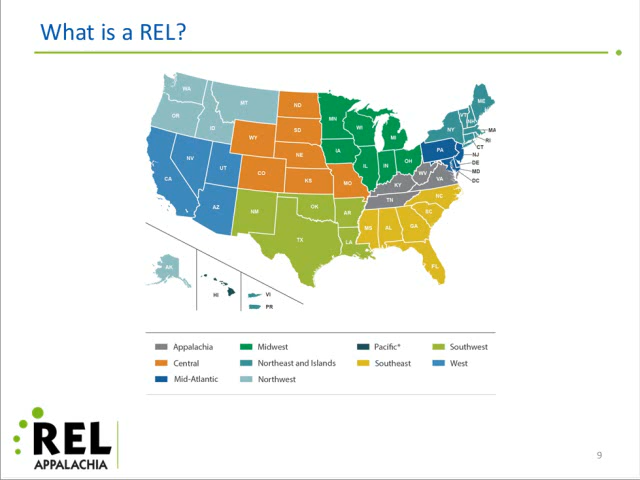 What is a REL?
WA
OR
ID
MT
WY
ND
SD
NE
KS
CO
MO
MN
IA
WI
IL
MI
IN
OH
CA
NV
UT
AZ
NM
TX
OK
AR
LA
MS
AL
GA
FL
SC
NC
TN
KY
WV
VA
PA
NY
VT
NH
ME
MA
RI
CT
NJ
DE
MD
DC
AK
HI
VI
PR
Appalachia Midwest Pacific* Southwest
Central Northeast and Islands Southeast West
Mid-Atlantic Northwest
REL
APPALACHIA
9